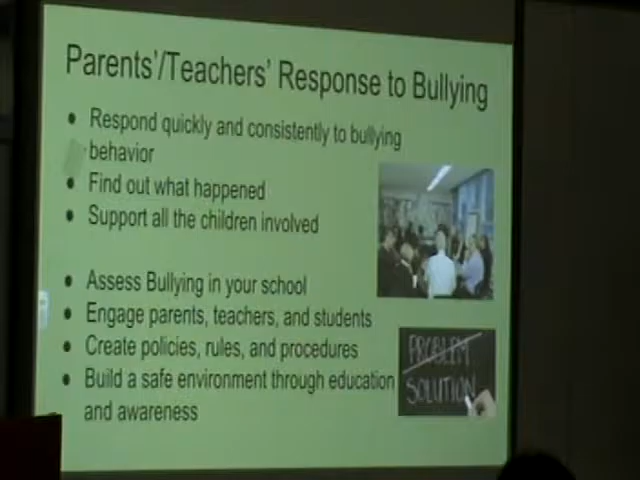 Parents'/Teachers' Response to Bullying
• Respond quickly and consistently to bullying
behavior
• Find out what happened
• Support all the children involved
• Assess Bullying in your school
• Engage parents, teachers, and students
• Create policies, rules, and procedures
• Build a safe environment through education
and awareness
PROBLEM
SOLUTION